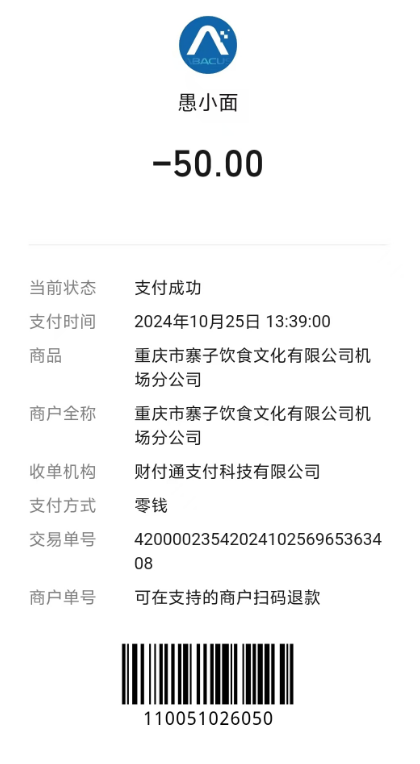 愚小面
-50.00
当前状态 支付成功
支付时间 2024年10月25日 13:39:00
商品 重庆市寨子饮食文化有限公司机
场分公司
商户全称 重庆市寨子饮食文化有限公司机
场分公司
收单机构 财付通支付科技有限公司
支付方式 零钱
交易单号 42000023542024102569653634
08
商户单号 可在支持的商户扫码退款
110051026050